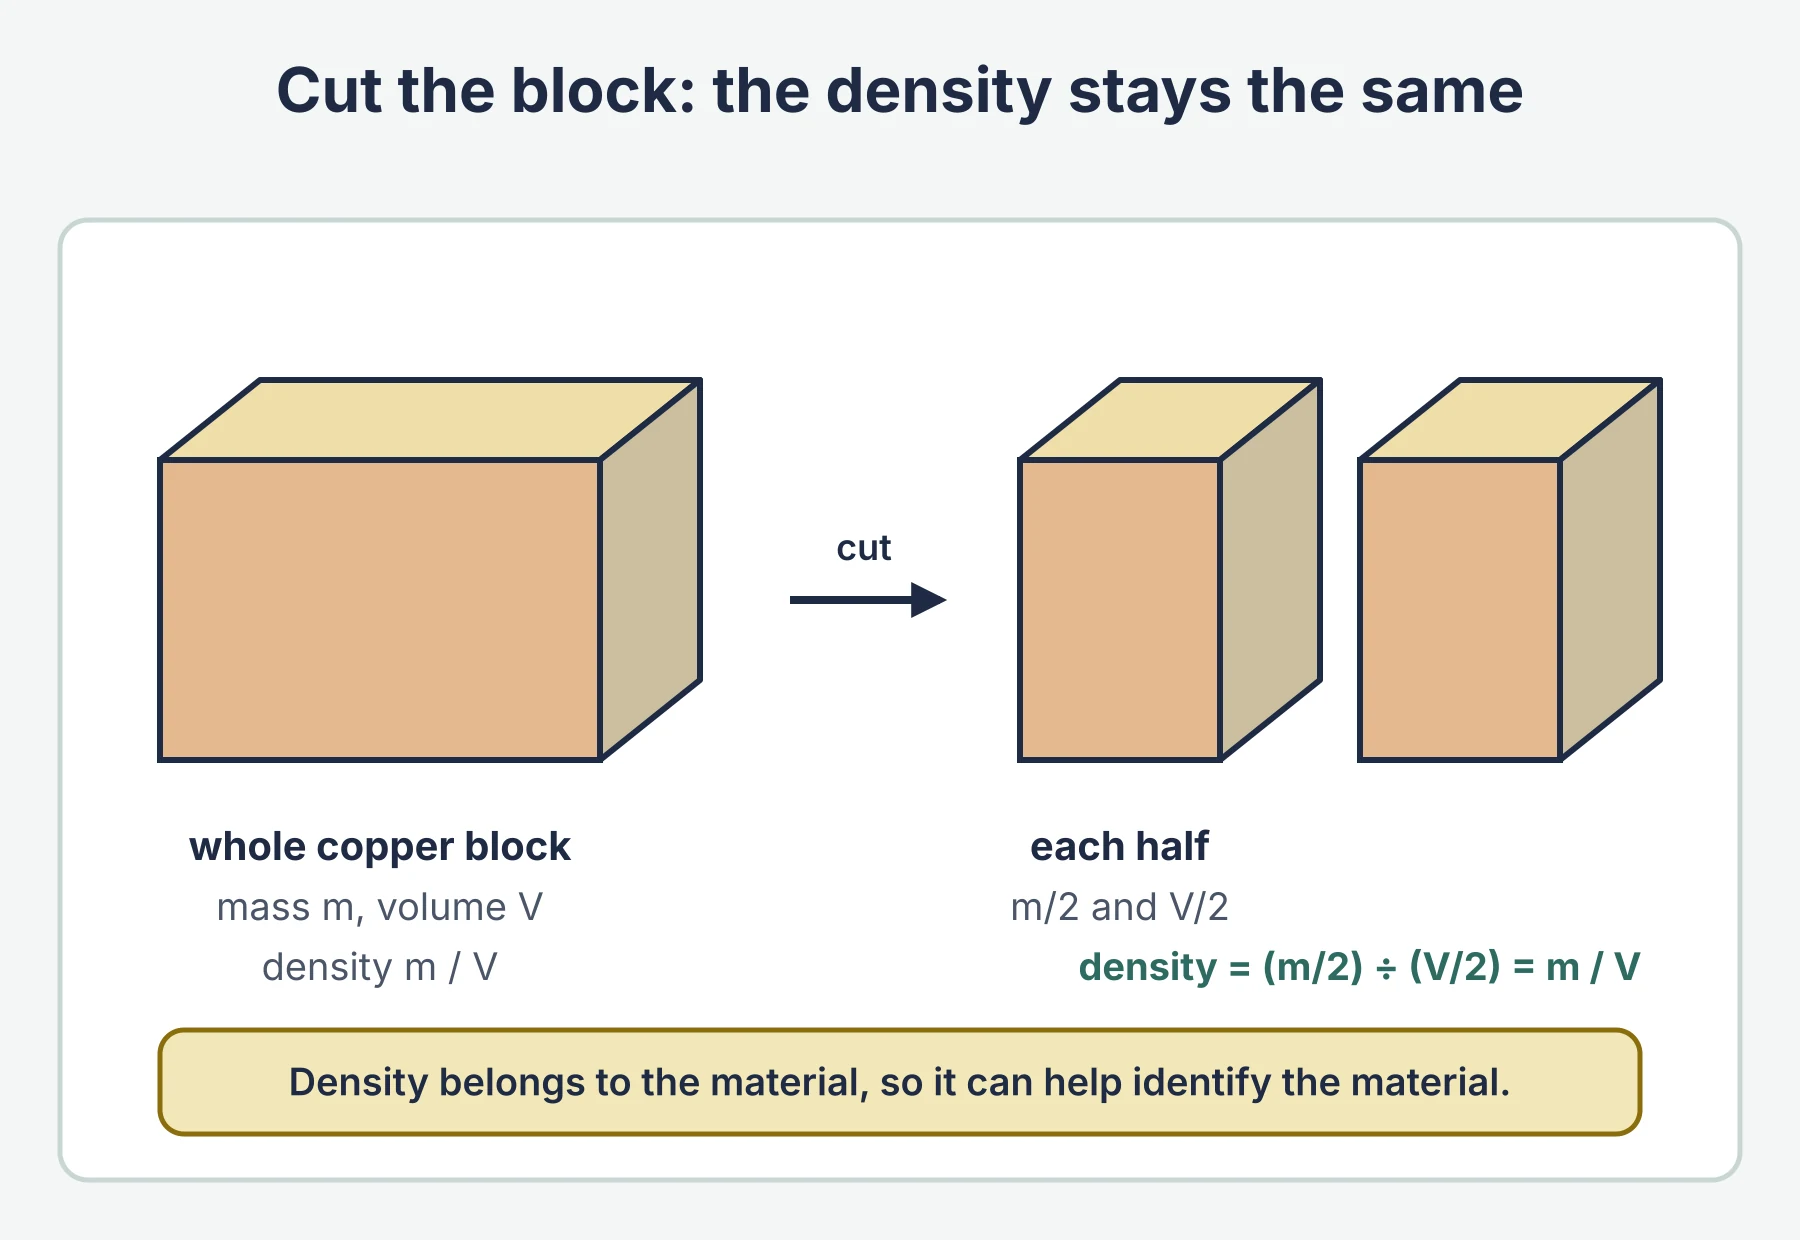 Cut the block: the density stays the same
cut
whole copper block
mass m, volume V
density m / V
each half
m/2 and V/2
density = (m/2) ÷ (V/2) = m / V
Density belongs to the material, so it can help identify the material.